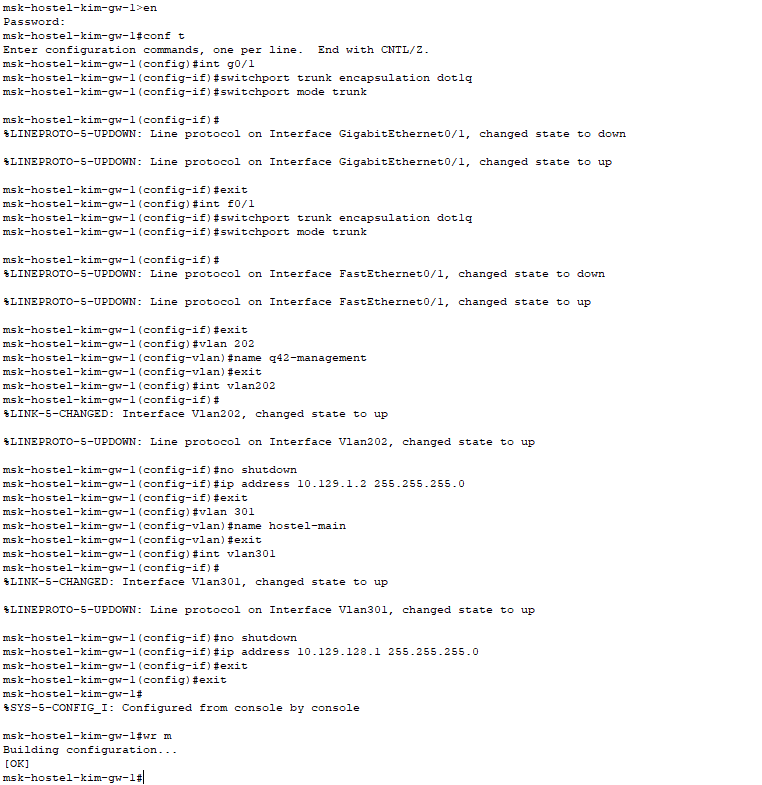 msk-hostel-kim-gw-1>en
Password:
msk-hostel-kim-gw-1#conf t
Enter configuration commands, one per line.  End with CNTL/Z.
msk-hostel-kim-gw-1(config)#int g0/1
msk-hostel-kim-gw-1(config-if)#switchport trunk encapsulation dot1q
msk-hostel-kim-gw-1(config-if)#switchport mode trunk
msk-hostel-kim-gw-1(config-if)#
%LINEPROTO-5-UPDOWN: Line protocol on Interface GigabitEthernet0/1, changed state to down
%LINEPROTO-5-UPDOWN: Line protocol on Interface GigabitEthernet0/1, changed state to up
msk-hostel-kim-gw-1(config-if)#exit
msk-hostel-kim-gw-1(config)#int f0/1
msk-hostel-kim-gw-1(config-if)#switchport trunk encapsulation dot1q
msk-hostel-kim-gw-1(config-if)#switchport mode trunk
msk-hostel-kim-gw-1(config-if)#
%LINEPROTO-5-UPDOWN: Line protocol on Interface FastEthernet0/1, changed state to down
%LINEPROTO-5-UPDOWN: Line protocol on Interface FastEthernet0/1, changed state to up
msk-hostel-kim-gw-1(config-if)#exit
msk-hostel-kim-gw-1(config)#vlan 202
msk-hostel-kim-gw-1(config-vlan)#name q42-management
msk-hostel-kim-gw-1(config-vlan)#exit
msk-hostel-kim-gw-1(config)#int vlan202
msk-hostel-kim-gw-1(config-if)#
%LINK-5-CHANGED: Interface Vlan202, changed state to up
%LINEPROTO-5-UPDOWN: Line protocol on Interface Vlan202, changed state to up
msk-hostel-kim-gw-1(config-if)#no shutdown
msk-hostel-kim-gw-1(config-if)#ip address 10.129.1.2 255.255.255.0
msk-hostel-kim-gw-1(config-if)#exit
msk-hostel-kim-gw-1(config)#vlan 301
msk-hostel-kim-gw-1(config-vlan)#name hostel-main
msk-hostel-kim-gw-1(config-vlan)#exit
msk-hostel-kim-gw-1(config)#int vlan301
msk-hostel-kim-gw-1(config-if)#
%LINK-5-CHANGED: Interface Vlan301, changed state to up
%LINEPROTO-5-UPDOWN: Line protocol on Interface Vlan301, changed state to up
msk-hostel-kim-gw-1(config-if)#no shutdown
msk-hostel-kim-gw-1(config-if)#ip address 10.129.128.1 255.255.255.0
msk-hostel-kim-gw-1(config-if)#exit
msk-hostel-kim-gw-1(config)#exit
msk-hostel-kim-gw-1#
%SYS-5-CONFIG_I: Configured from console by console
msk-hostel-kim-gw-1#wr m
Building configuration...
[OK]
msk-hostel-kim-gw-1#